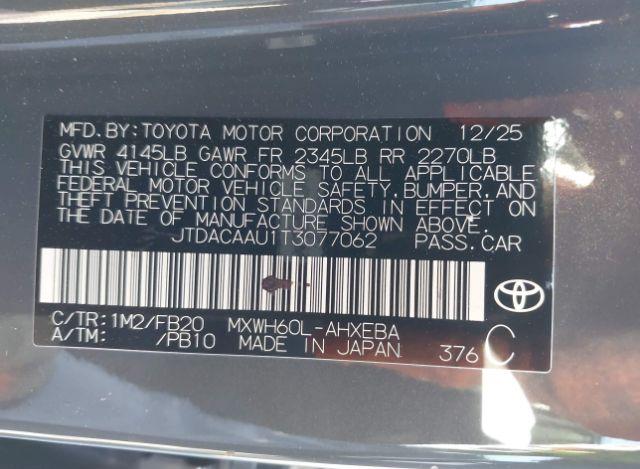 MFD.BY:TOYOTA MOTOR CORPORATION 12/25
GVWR 4145LB GAWR FR 2345LB RR 2270LB
THIS VEHICLE CONFORMS TO ALL APPLICABLE
FEDERAL MOTOR VEHICLE SAFETY,BUMPER,AND
THEFT PREVENTION STANDARDS IN EFFECT ON
THE DATE OF MANUFACTURE SHOWN ABOVE.
JTDACAAU1T3077062 PASS.CAR
C/TR:1M2/FB20 MXWH60L-AHXEBA
A/TM: /PB10 MADE IN JAPAN 376 C